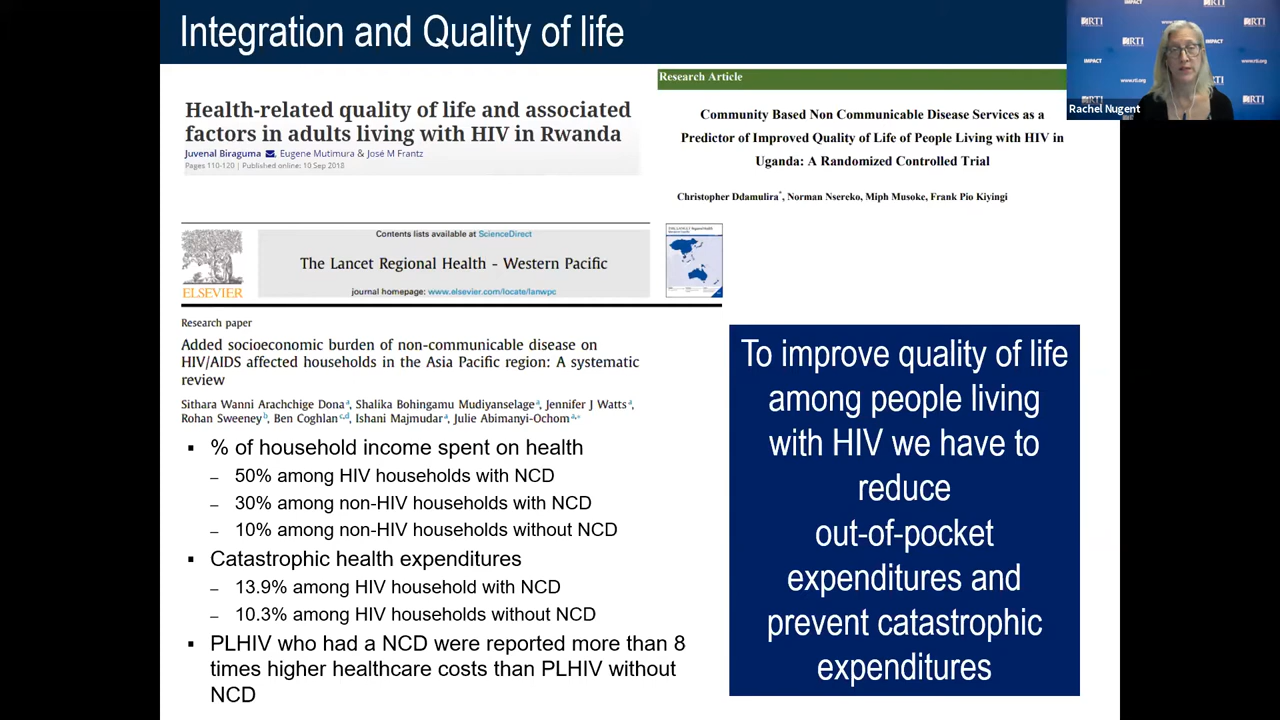 Integration and Quality of life
Health-related quality of life and associated
factors in adults living with HIV in Rwanda
Juvenal Biraguma, Eugene Mutimura & José M Frantz
Pages 110-120 | Published online: 10 Sep 2018
Research Article
Community Based Non Communicable Disease Services as a
Predictor of Improved Quality of Life of People Living with HIV in
Uganda: A Randomized Controlled Trial
Christopher Ddamulira*, Norman Nsereko, Miph Musoke, Frank Pio Kiyingi
RTI
IMPACT
www.rti.org
Rachel Nugent
Contents lists available at ScienceDirect
The Lancet Regional Health - Western Pacific
journal homepage: www.elsevier.com/locate/lanwpc
ELSEVIER
Research paper
Added socioeconomic burden of non-communicable disease on
HIV/AIDS affected households in the Asia Pacific region: A systematic
review
Sithara Wanni Arachchige Dona a, Shalika Bohingamu Mudiyanselage a, Jennifer J Watts a,
Rohan Sweeney b, Ben Coghlan c,d, Ishani Majmudar a, Julie Abimanyi-Ochom a,*
▪ % of household income spent on health
– 50% among HIV households with NCD
– 30% among non-HIV households with NCD
– 10% among non-HIV households without NCD
▪ Catastrophic health expenditures
– 13.9% among HIV household with NCD
– 10.3% among HIV households without NCD
▪ PLHIV who had a NCD were reported more than 8
times higher healthcare costs than PLHIV without
NCD
To improve quality of life
among people living
with HIV we have to
reduce
out-of-pocket
expenditures and
prevent catastrophic
expenditures